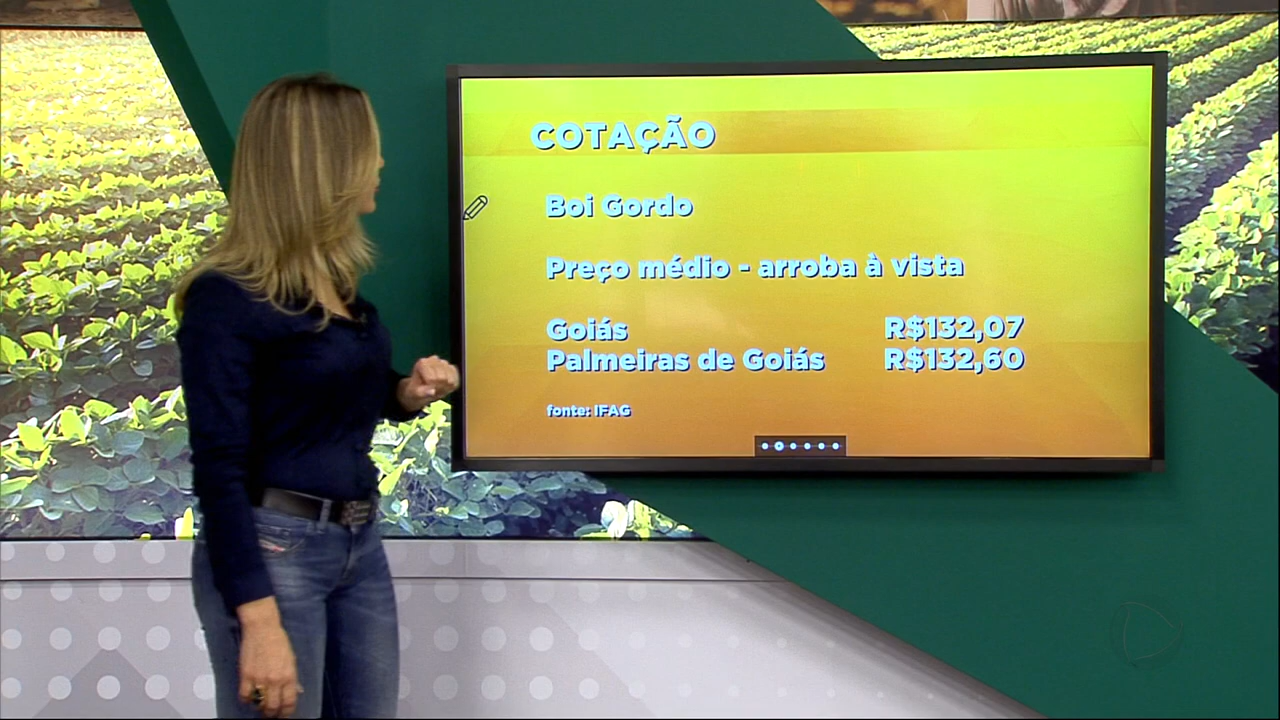 COTAÇÃO
Boi Gordo
Preço médio - arroba à vista
Goiás R$132,07
Palmeiras de Goiás R$132,60
fonte: IFAG